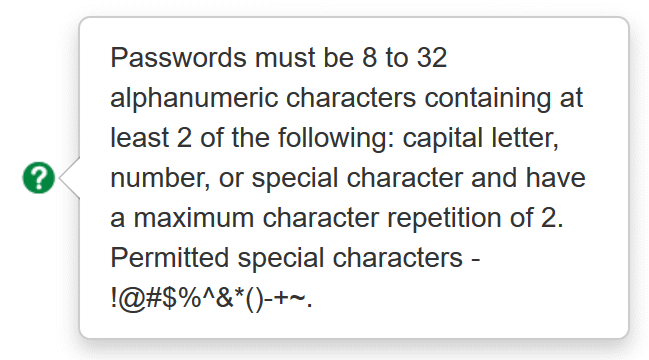 Passwords must be 8 to 32
alphanumeric characters containing at
least 2 of the following: capital letter,
number, or special character and have
a maximum character repetition of 2.
Permitted special characters -
!@#$%^&*()-+~.
?